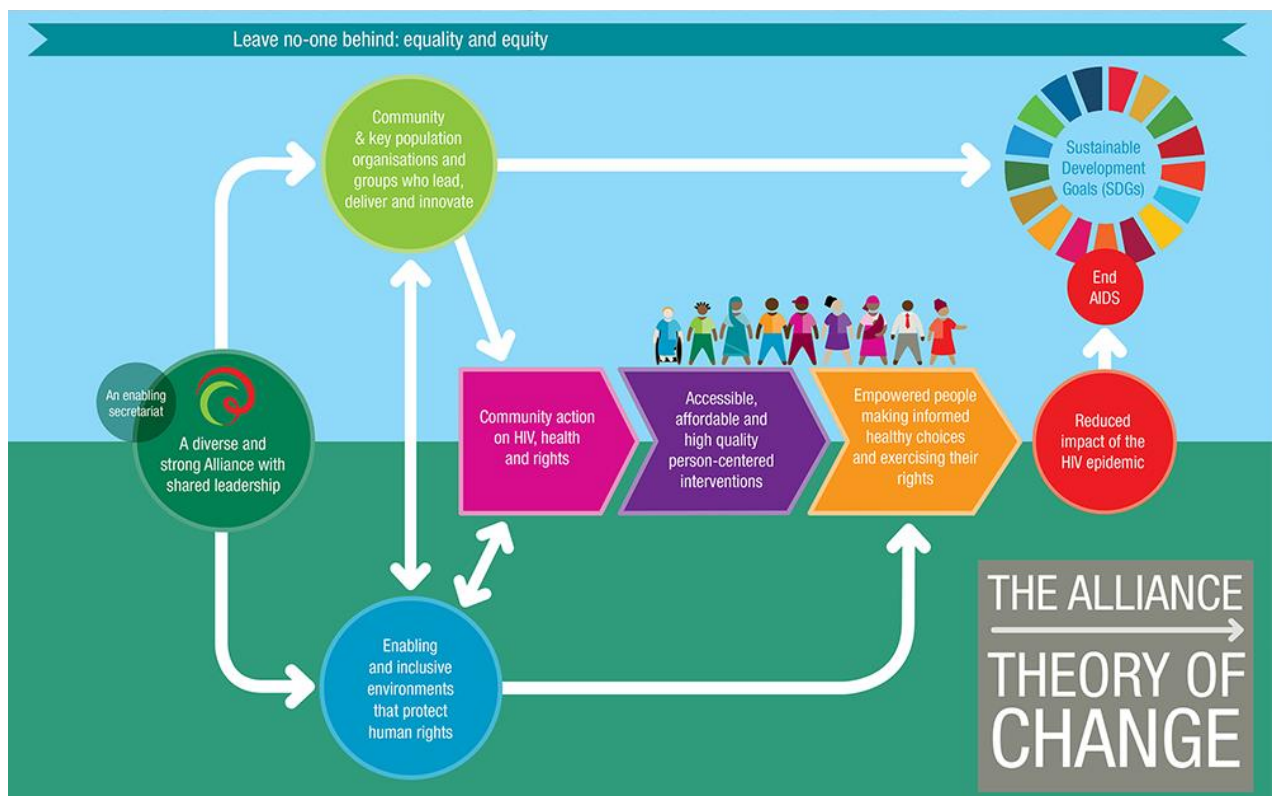 Leave no-one behind: equality and equity
Community
& key population
organisations and
groups who lead,
deliver and innovate
Sustainable
Development
Goals (SDGs)
End
AIDS
An enabling
secretariat
A diverse and
strong Alliance with
shared leadership
Community action
on HIV, health
and rights
Accessible,
affordable and
high quality
person-centered
interventions
Empowered people
making informed
healthy choices
and exercising their
rights
Reduced
impact of the
HIV epidemic
Enabling
and inclusive
environments
that protect
human rights
THE ALLIANCE
THEORY OF
CHANGE